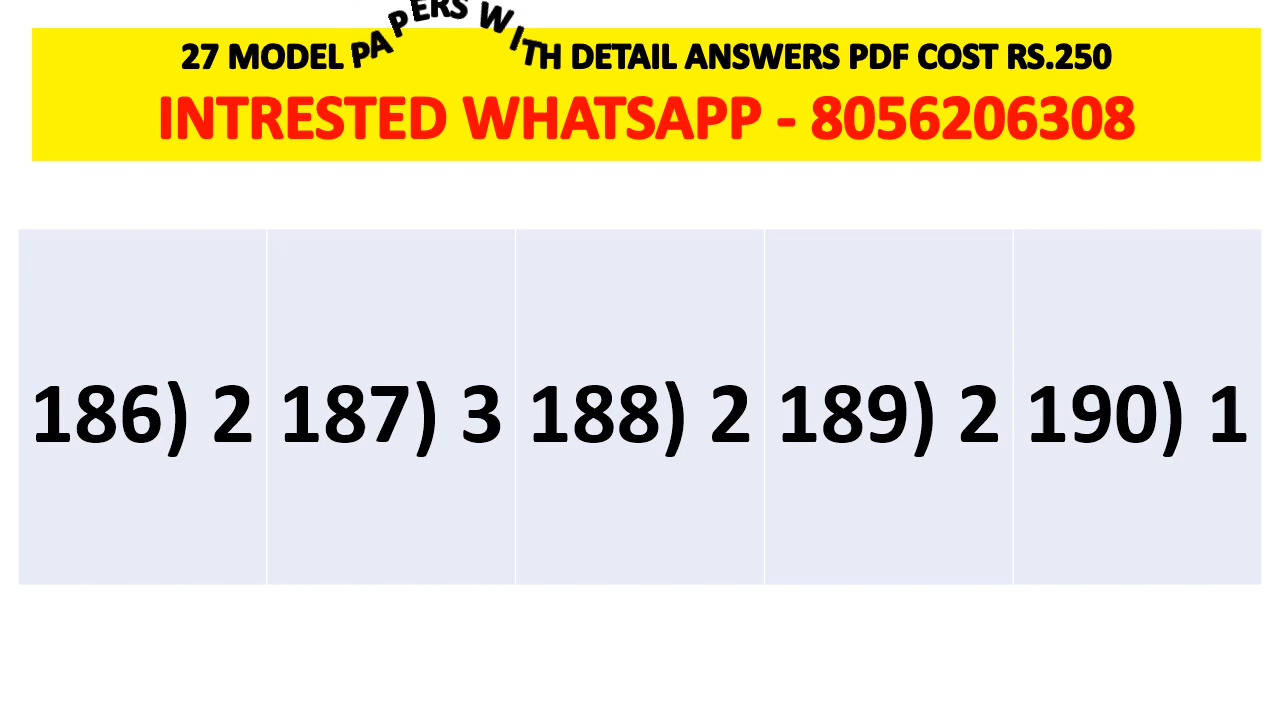 27 MODEL PAPERS WITH DETAIL ANSWERS PDF COST RS.250
INTRESTED WHATSAPP - 8056206308
186) 2 187) 3 188) 2 189) 2 190) 1